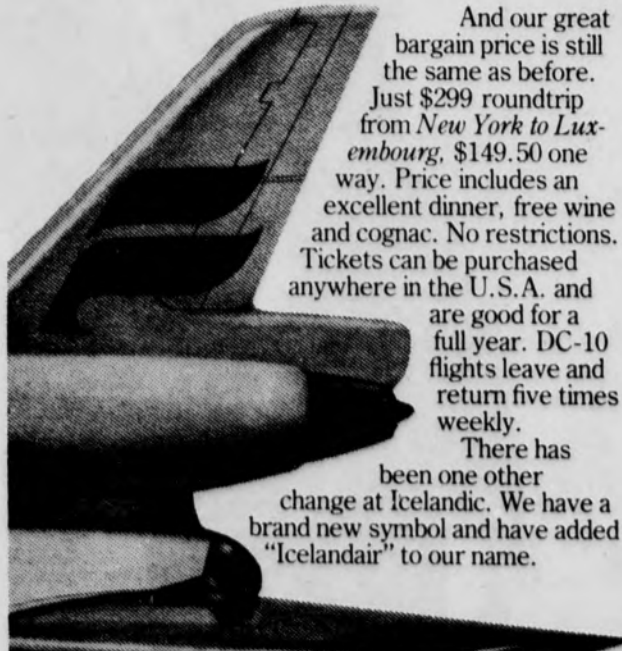 And our great
bargain price is still
the same as before.
Just $299 roundtrip
from New York to Lux-
embourg, $149.50 one
way. Price includes an
excellent dinner, free wine
and cognac. No restrictions.
Tickets can be purchased
anywhere in the U.S.A. and
are good for a
full year. DC-10
flights leave and
return five times
weekly.
There has
been one other
change at Icelandic. We have a
brand new symbol and have added
“Icelandair” to our name.